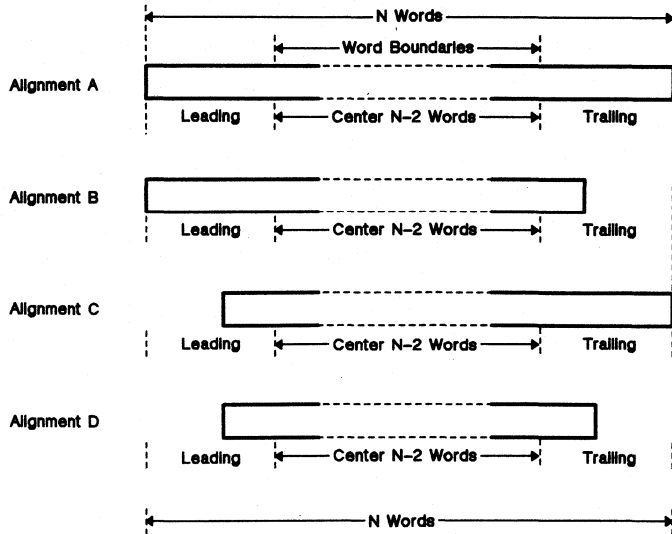 N Words
Word Boundaries
Alignment A
Leading Center N-2 Words Trailing
Alignment B
Leading Center N-2 Words Trailing
Alignment C
Leading Center N-2 Words Trailing
Alignment D
Leading Center N-2 Words Trailing
N Words